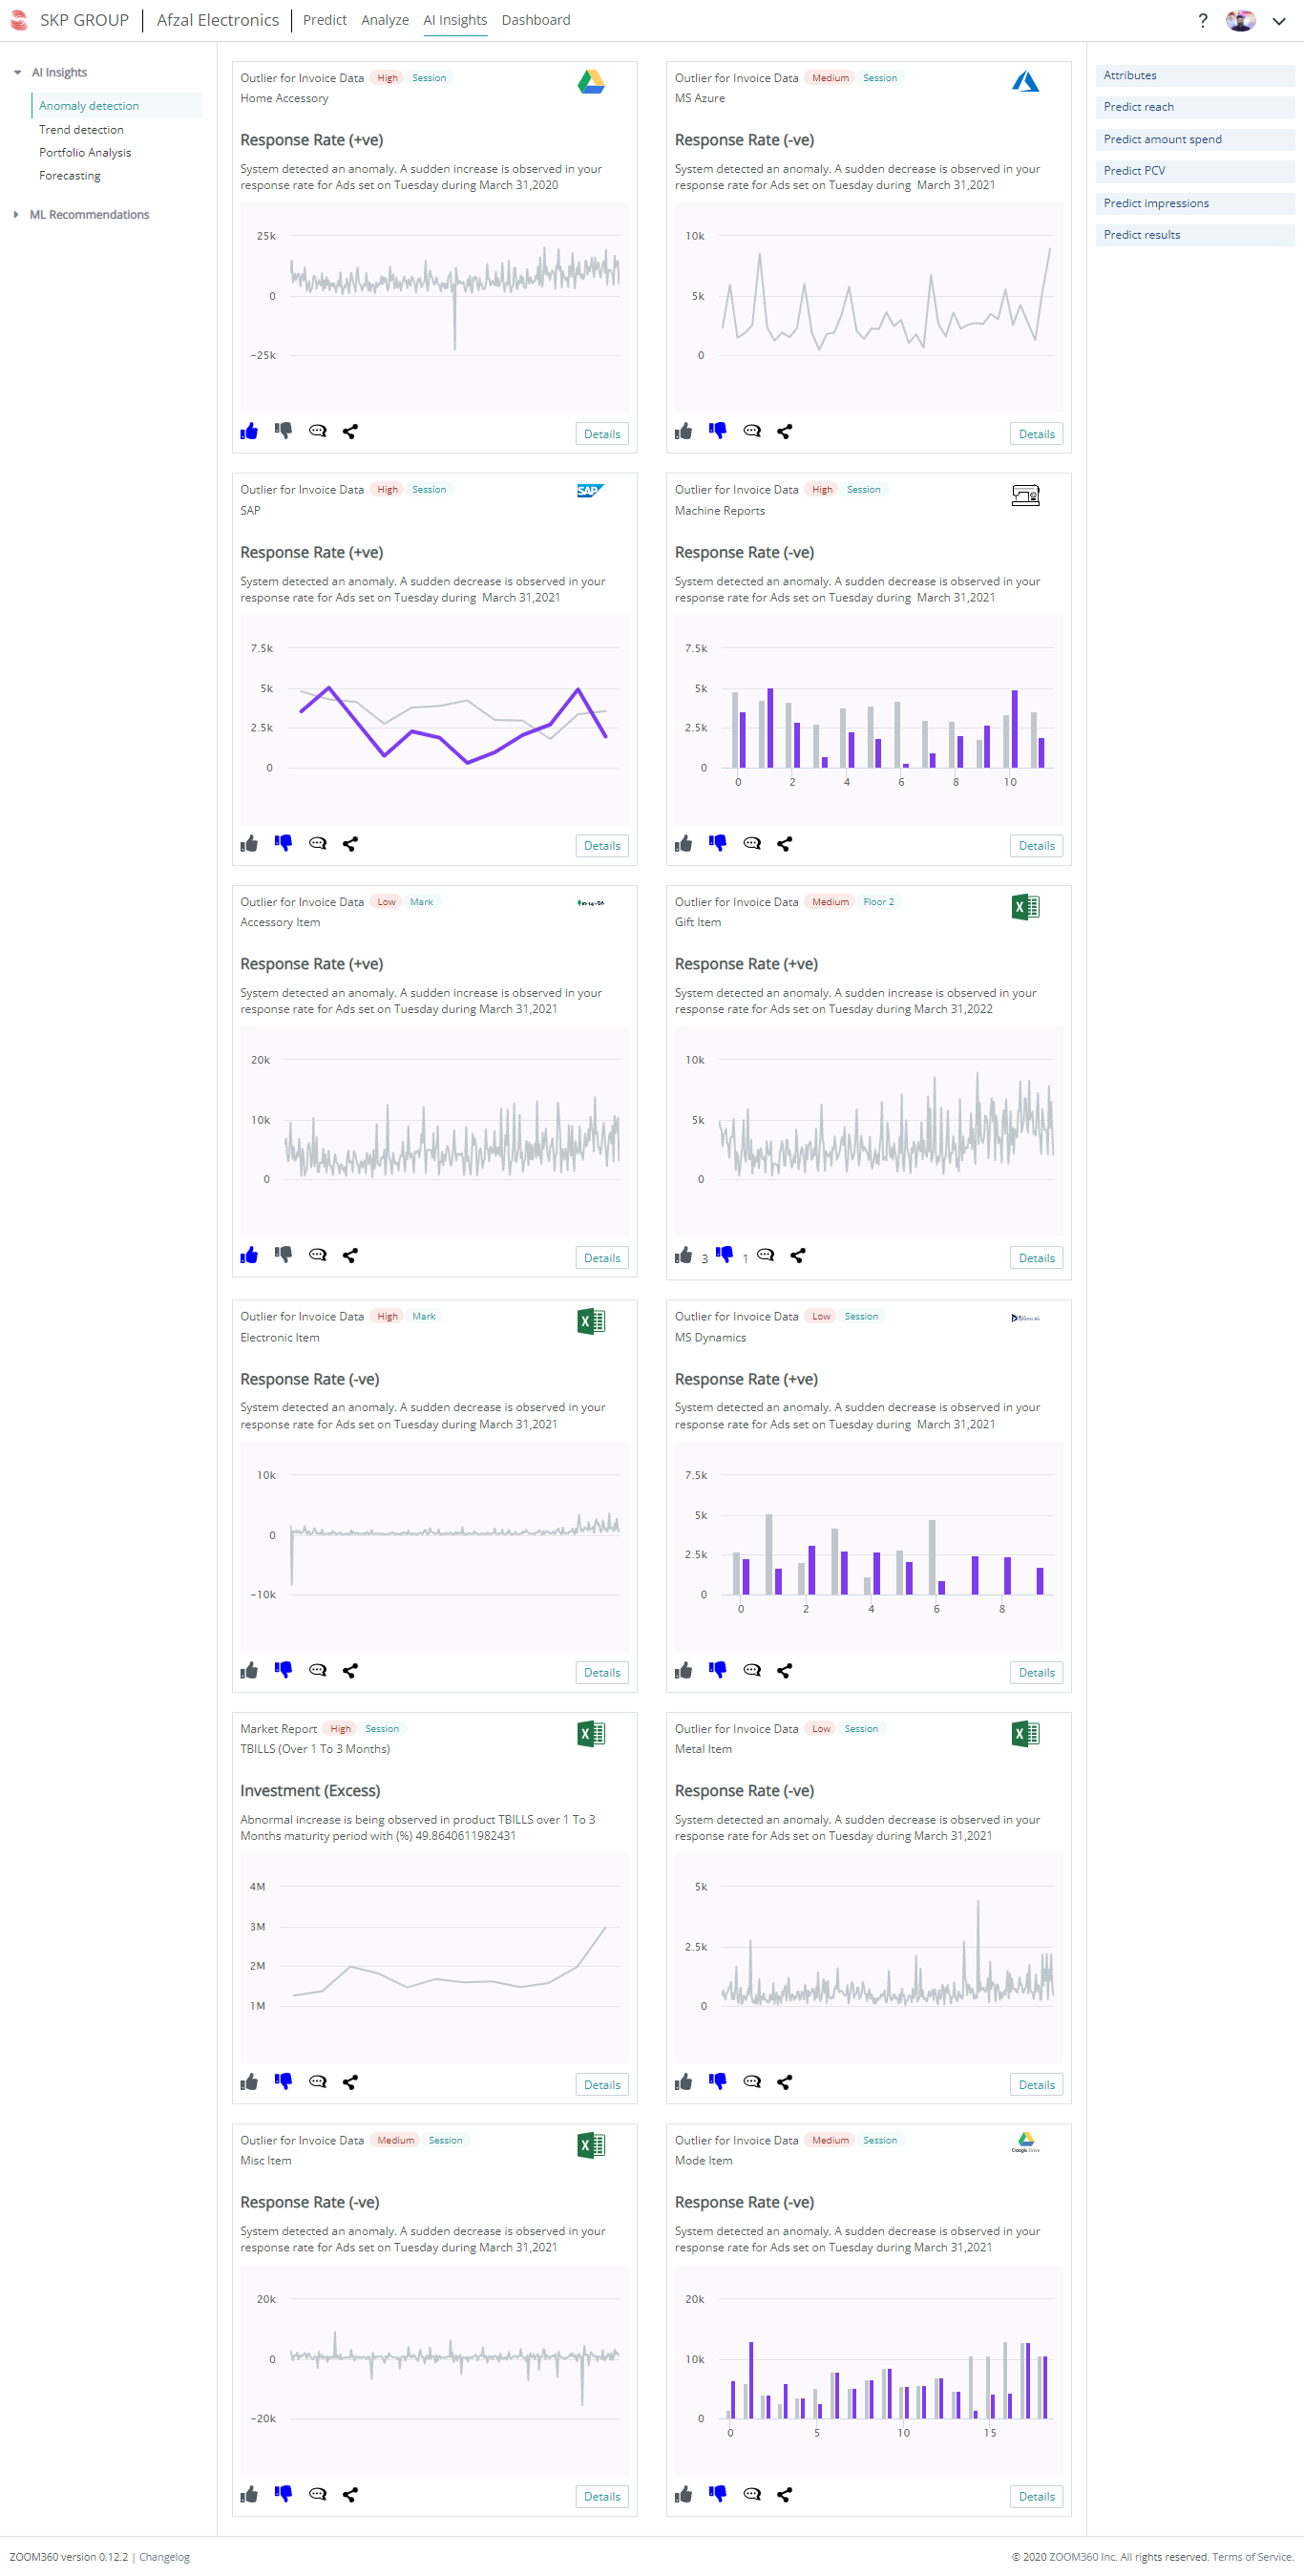 SKP GROUP
Afzal Electronics
Predict Analyze AI Insights Dashboard
?
AI Insights
Anomaly detection
Trend detection
Portfolio Analysis
Forecasting
ML Recommendations
Outlier for Invoice Data High Session
Home Accessory
Response Rate (+ve)
System detected an anomaly. A sudden increase is observed in your
response rate for Ads set on Tuesday during March 31,2020
25k
0
−25k
Details
Outlier for Invoice Data Medium Session
MS Azure
Response Rate (-ve)
System detected an anomaly. A sudden decrease is observed in your
response rate for Ads set on Tuesday during March 31,2021
10k
5k
0
Details
Outlier for Invoice Data High Session
SAP
SAP
Response Rate (+ve)
System detected an anomaly. A sudden decrease is observed in your
response rate for Ads set on Tuesday during March 31,2021
7.5k
5k
2.5k
0
Details
Outlier for Invoice Data High Session
Machine Reports
Response Rate (-ve)
System detected an anomaly. A sudden decrease is observed in your
response rate for Ads set on Tuesday during March 31,2021
7.5k
5k
2.5k
0
0 2 4 6 8 10
Details
Outlier for Invoice Data Low Mark
Accessory Item
Response Rate (+ve)
System detected an anomaly. A sudden increase is observed in your
response rate for Ads set on Tuesday during March 31,2021
20k
10k
0
Details
Outlier for Invoice Data Medium Floor 2
X
Gift Item
Response Rate (+ve)
System detected an anomaly. A sudden increase is observed in your
response rate for Ads set on Tuesday during March 31,2022
10k
5k
0
3 1
Details
Outlier for Invoice Data High Mark
X
Electronic Item
Response Rate (-ve)
System detected an anomaly. A sudden decrease is observed in your
response rate for Ads set on Tuesday during March 31,2021
10k
0
−10k
Details
Outlier for Invoice Data Low Session
MS Dynamics
Response Rate (+ve)
System detected an anomaly. A sudden decrease is observed in your
response rate for Ads set on Tuesday during March 31,2021
7.5k
5k
2.5k
0
0 2 4 6 8
Details
Market Report High Session
X
TBILLS (Over 1 To 3 Months)
Investment (Excess)
Abnormal increase is being observed in product TBILLS over 1 To 3
Months maturity period with (%) 49.8640611982431
4M
3M
2M
1M
Details
Outlier for Invoice Data Low Session
X
Metal Item
Response Rate (-ve)
System detected an anomaly. A sudden decrease is observed in your
response rate for Ads set on Tuesday during March 31,2021
5k
2.5k
0
Details
Outlier for Invoice Data Medium Session
X
Misc Item
Response Rate (-ve)
System detected an anomaly. A sudden decrease is observed in your
response rate for Ads set on Tuesday during March 31,2021
20k
0
−20k
Details
Outlier for Invoice Data Medium Session
Google Drive
Mode Item
Response Rate (-ve)
System detected an anomaly. A sudden decrease is observed in your
response rate for Ads set on Tuesday during March 31,2021
20k
10k
0
0 5 10 15
Details
Attributes
Predict reach
Predict amount spend
Predict PCV
Predict impressions
Predict results
ZOOM360 version 0.12.2 | Changelog
© 2020 ZOOM360 Inc. All rights reserved. Terms of Service.